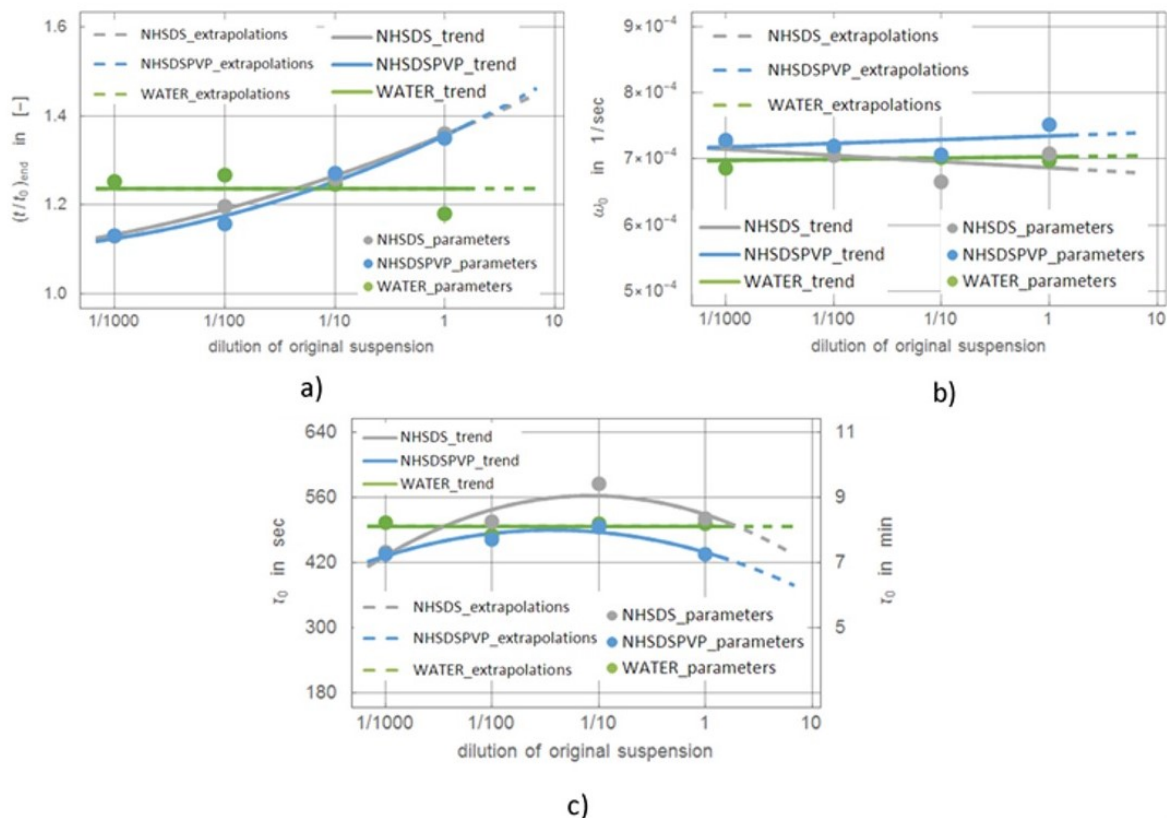 1.6
1.4
1.2
1.0
(t/t₀)end in [-]
NHSDS_extrapolations
NHSDSPVP_extrapolations
WATER_extrapolations
NHSDS_trend
NHSDSPVP_trend
WATER_trend
NHSDS_parameters
NHSDSPVP_parameters
WATER_parameters
1/1000 1/100 1/10 1 10
dilution of original suspension
a)
9×10⁻⁴
8×10⁻⁴
7×10⁻⁴
6×10⁻⁴
5×10⁻⁴
ω₀ in 1/sec
NHSDS_extrapolations
NHSDSPVP_extrapolations
WATER_extrapolations
NHSDS_trend
NHSDSPVP_trend
WATER_trend
NHSDS_parameters
NHSDSPVP_parameters
WATER_parameters
1/1000 1/100 1/10 1 10
dilution of original suspension
b)
640
560
420
300
180
τ₀ in sec
NHSDS_trend
NHSDSPVP_trend
WATER_trend
NHSDS_extrapolations
NHSDSPVP_extrapolations
WATER_extrapolations
NHSDS_parameters
NHSDSPVP_parameters
WATER_parameters
11
9
7
5
τ₀ in min
1/1000 1/100 1/10 1 10
dilution of original suspension
c)